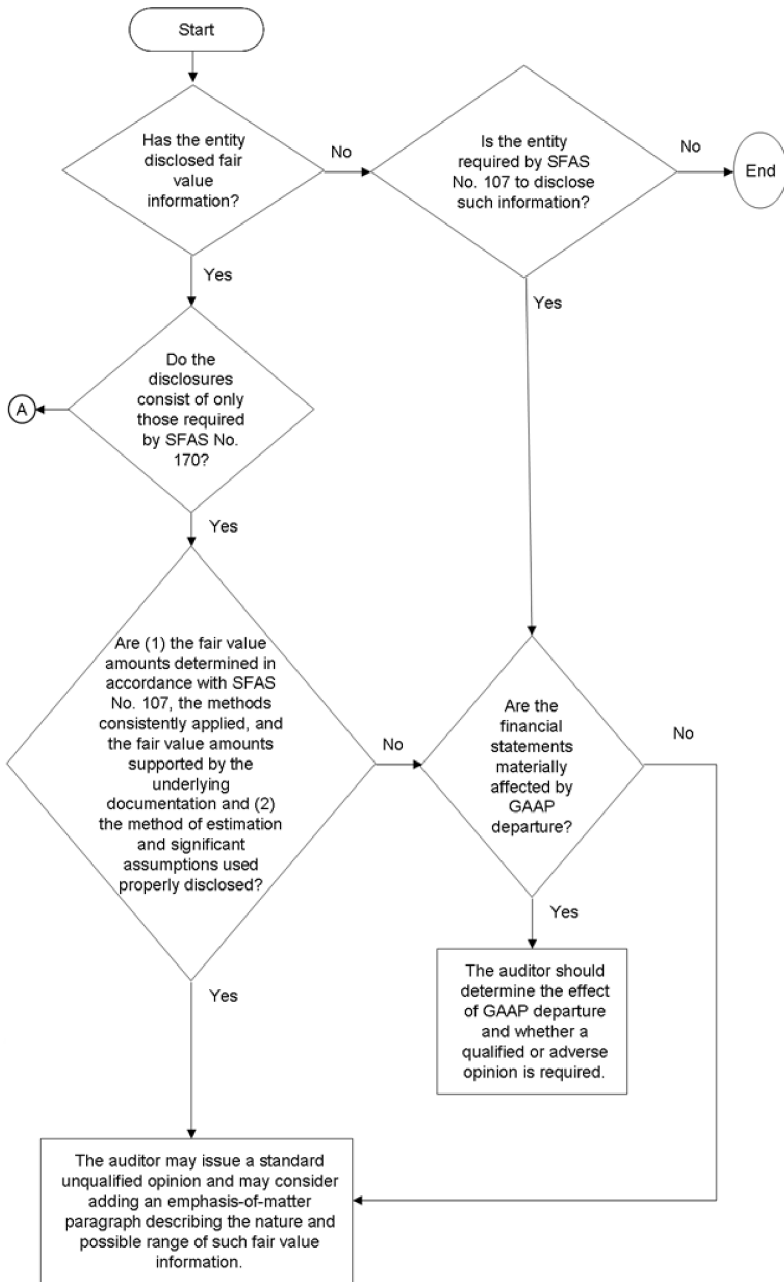 Start
Has the entity
disclosed fair
value
information?
No
Is the entity
required by SFAS
No. 107 to disclose
such information?
No
End
Yes
Yes
Do the
disclosures
consist of only
those required
by SFAS No.
170?
A
Yes
Are (1) the fair value
amounts determined in
accordance with SFAS
No. 107, the methods
consistently applied, and
the fair value amounts
supported by the
underlying
documentation and (2)
the method of estimation
and significant
assumptions used
properly disclosed?
No
Are the
financial
statements
materially
affected by
GAAP
departure?
No
Yes
Yes
The auditor should
determine the effect
of GAAP departure
and whether a
qualified or adverse
opinion is required.
The auditor may issue a standard
unqualified opinion and may consider
adding an emphasis-of-matter
paragraph describing the nature and
possible range of such fair value
information.